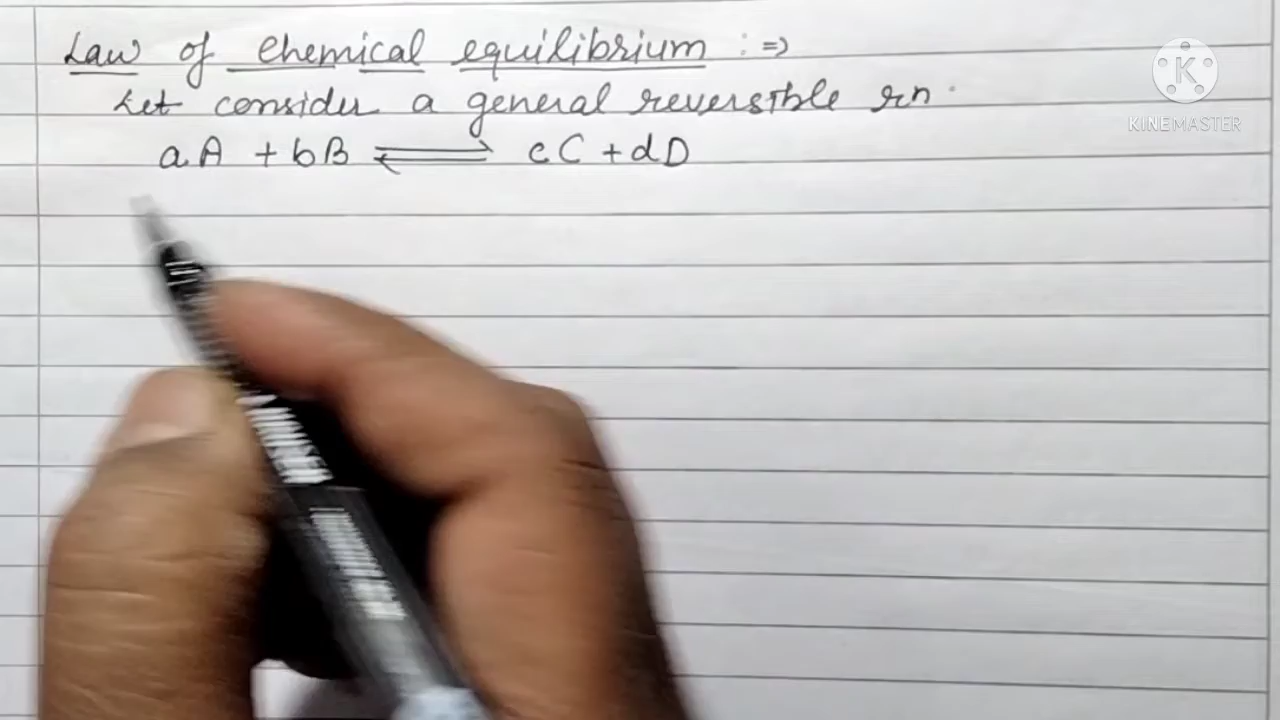 Law of chemical equilibrium :⇒
Let consider a general reversible rn.
aA + bB ⇌ cC + dD
K
KINEMASTER